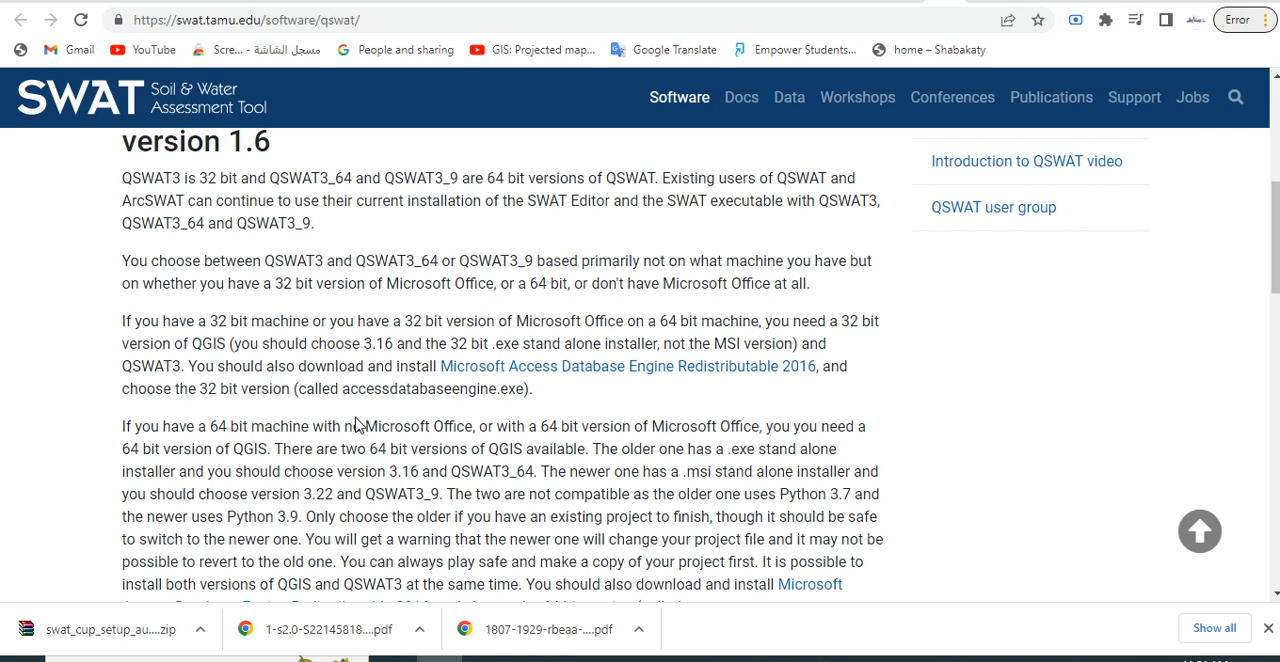 https://swat.tamu.edu/software/qswat/
Error
Gmail
YouTube
Scre... - مسجل الشاشة
People and sharing
GIS: Projected map...
Google Translate
Empower Students...
home – Shabakaty
SWAT Soil & Water Assessment Tool
Software Docs Data Workshops Conferences Publications Support Jobs
version 1.6
QSWAT3 is 32 bit and QSWAT3_64 and QSWAT3_9 are 64 bit versions of QSWAT. Existing users of QSWAT and
ArcSWAT can continue to use their current installation of the SWAT Editor and the SWAT executable with QSWAT3,
QSWAT3_64 and QSWAT3_9.
You choose between QSWAT3 and QSWAT3_64 or QSWAT3_9 based primarily not on what machine you have but
on whether you have a 32 bit version of Microsoft Office, or a 64 bit, or don't have Microsoft Office at all.
If you have a 32 bit machine or you have a 32 bit version of Microsoft Office on a 64 bit machine, you need a 32 bit
version of QGIS (you should choose 3.16 and the 32 bit .exe stand alone installer, not the MSI version) and
QSWAT3. You should also download and install Microsoft Access Database Engine Redistributable 2016, and
choose the 32 bit version (called accessdatabaseengine.exe).
If you have a 64 bit machine with no Microsoft Office, or with a 64 bit version of Microsoft Office, you you need a
64 bit version of QGIS. There are two 64 bit versions of QGIS available. The older one has a .exe stand alone
installer and you should choose version 3.16 and QSWAT3_64. The newer one has a .msi stand alone installer and
you should choose version 3.22 and QSWAT3_9. The two are not compatible as the older one uses Python 3.7 and
the newer uses Python 3.9. Only choose the older if you have an existing project to finish, though it should be safe
to switch to the newer one. You will get a warning that the newer one will change your project file and it may not be
possible to revert to the old one. You can always play safe and make a copy of your project first. It is possible to
install both versions of QGIS and QSWAT3 at the same time. You should also download and install Microsoft
Introduction to QSWAT video
QSWAT user group
swat_cup_setup_au....zip
1-s2.0-S22145818....pdf
1807-1929-rbeaa-....pdf
Show all